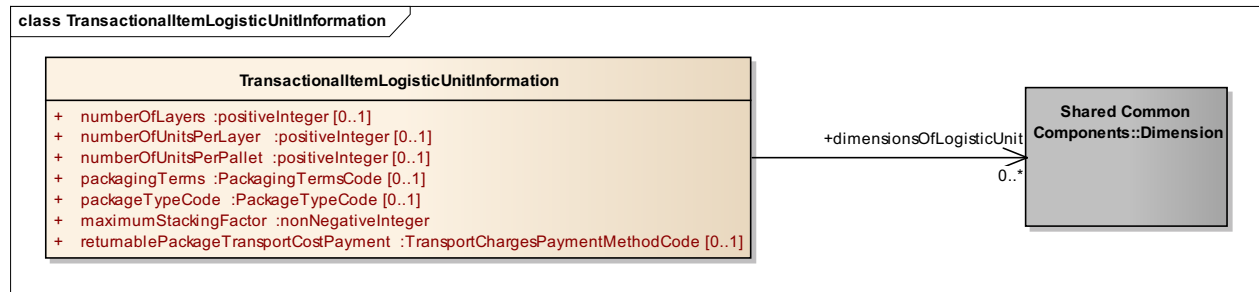 class TransactionalItemLogisticUnitInformation
TransactionalItemLogisticUnitInformation
+ numberOfLayers :positiveInteger [0..1]
+ numberOfUnitsPerLayer :positiveInteger [0..1]
+ numberOfUnitsPerPallet :positiveInteger [0..1]
+ packagingTerms :PackagingTermsCode [0..1]
+ packageTypeCode :PackageTypeCode [0..1]
+ maximumStackingFactor :nonNegativeInteger
+ returnablePackageTransportCostPayment :TransportChargesPaymentMethodCode [0..1]
+dimensionsOfLogisticUnit
0..*
Shared Common
Components::Dimension